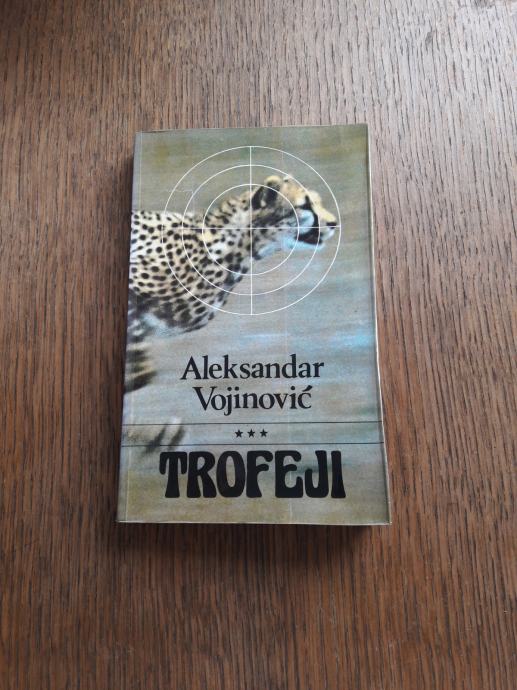 Aleksandar
Vojinović
★★★
TROFEJI